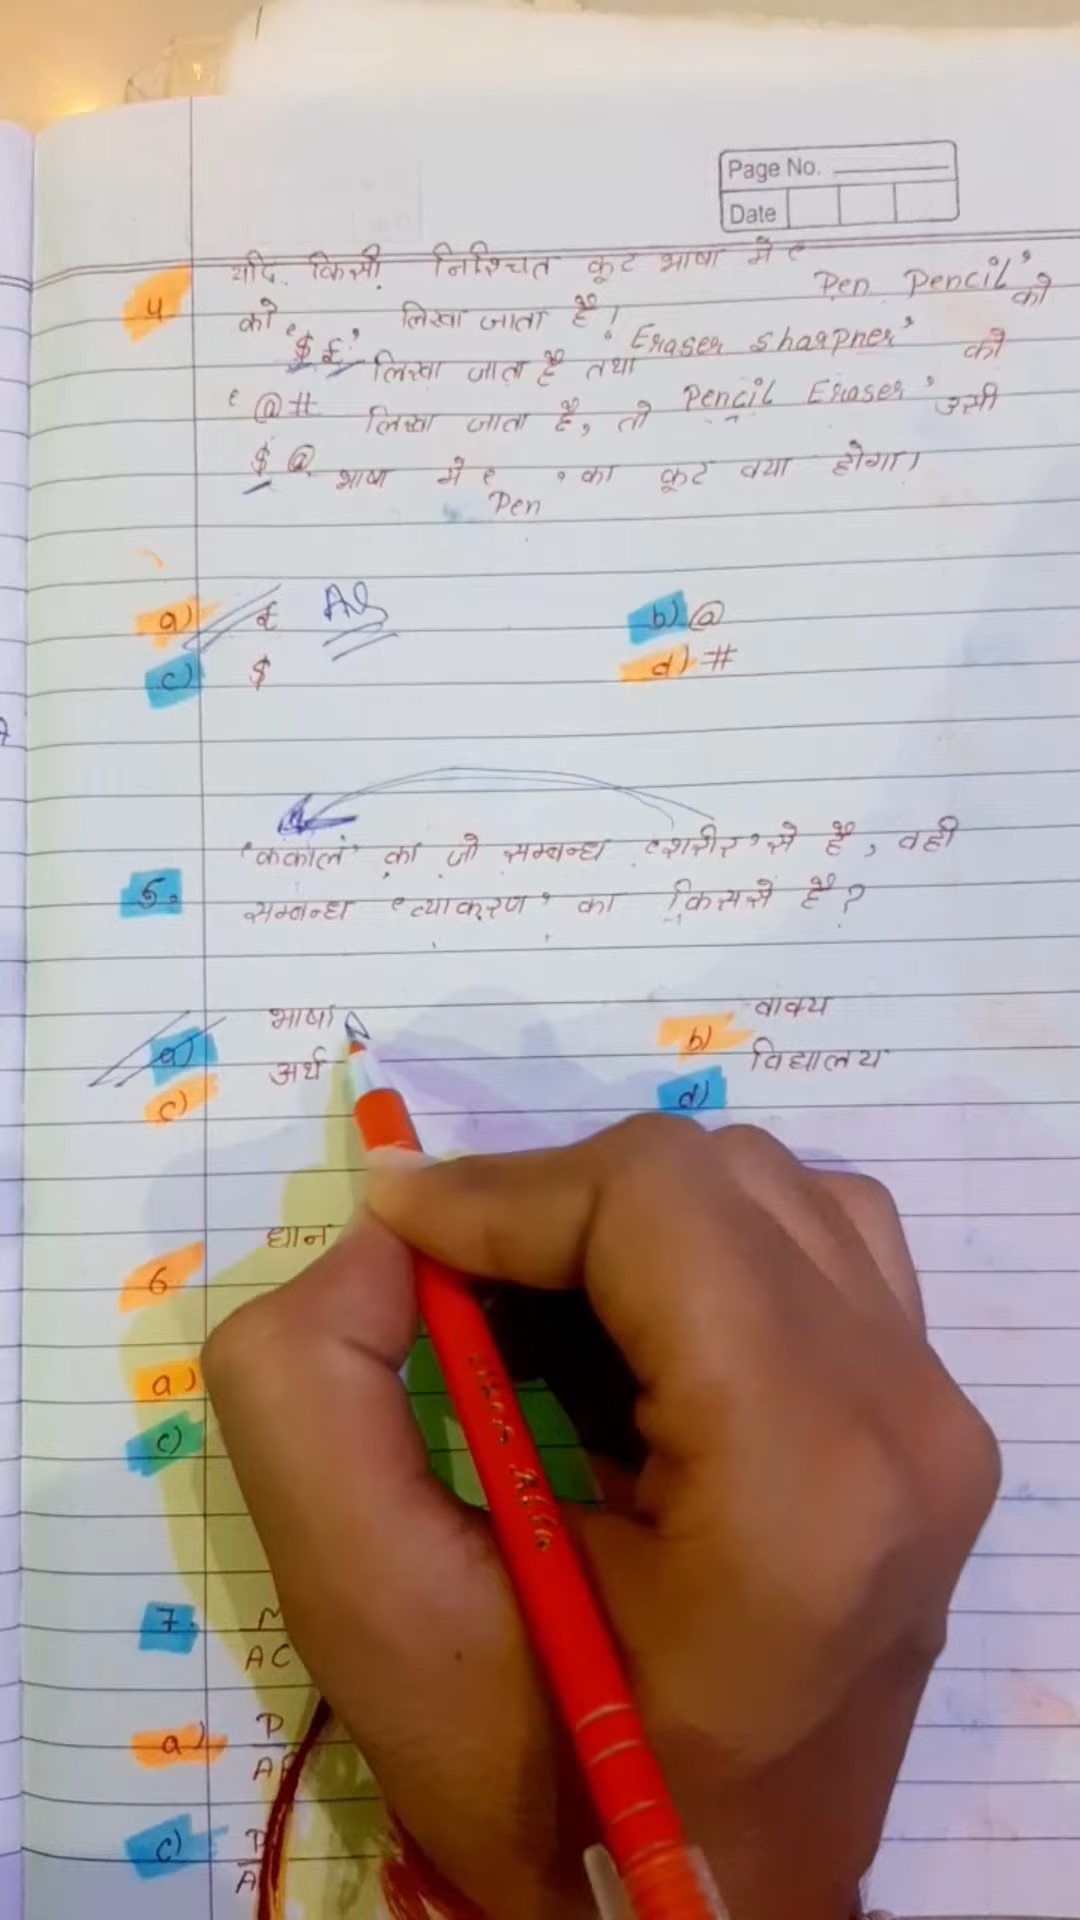 Page No.
Date
4 यदि किसी निश्चित कूट भाषा मे ' Pen Pencil'
को '$ £' लिखा जाता है! 'Eraser sharpner' को
'@# लिखा जाता है तथा Pencil Eraser' को
$ @ लिखा जाता है, तो उसी
भाषा मे ' Pen ' का कूट क्या होगा।
a) £ Ans b) @
c) $ d) #
5. 'कंकाल' का जो सम्बन्ध 'शरीर' से है, वही
सम्बन्ध 'व्याकरण' का किससे है?
a) भाषा b) वाक्य
c) अर्थ d) विद्यालय
6 धान
a)
c)
7.
AC
a) P
c)
A